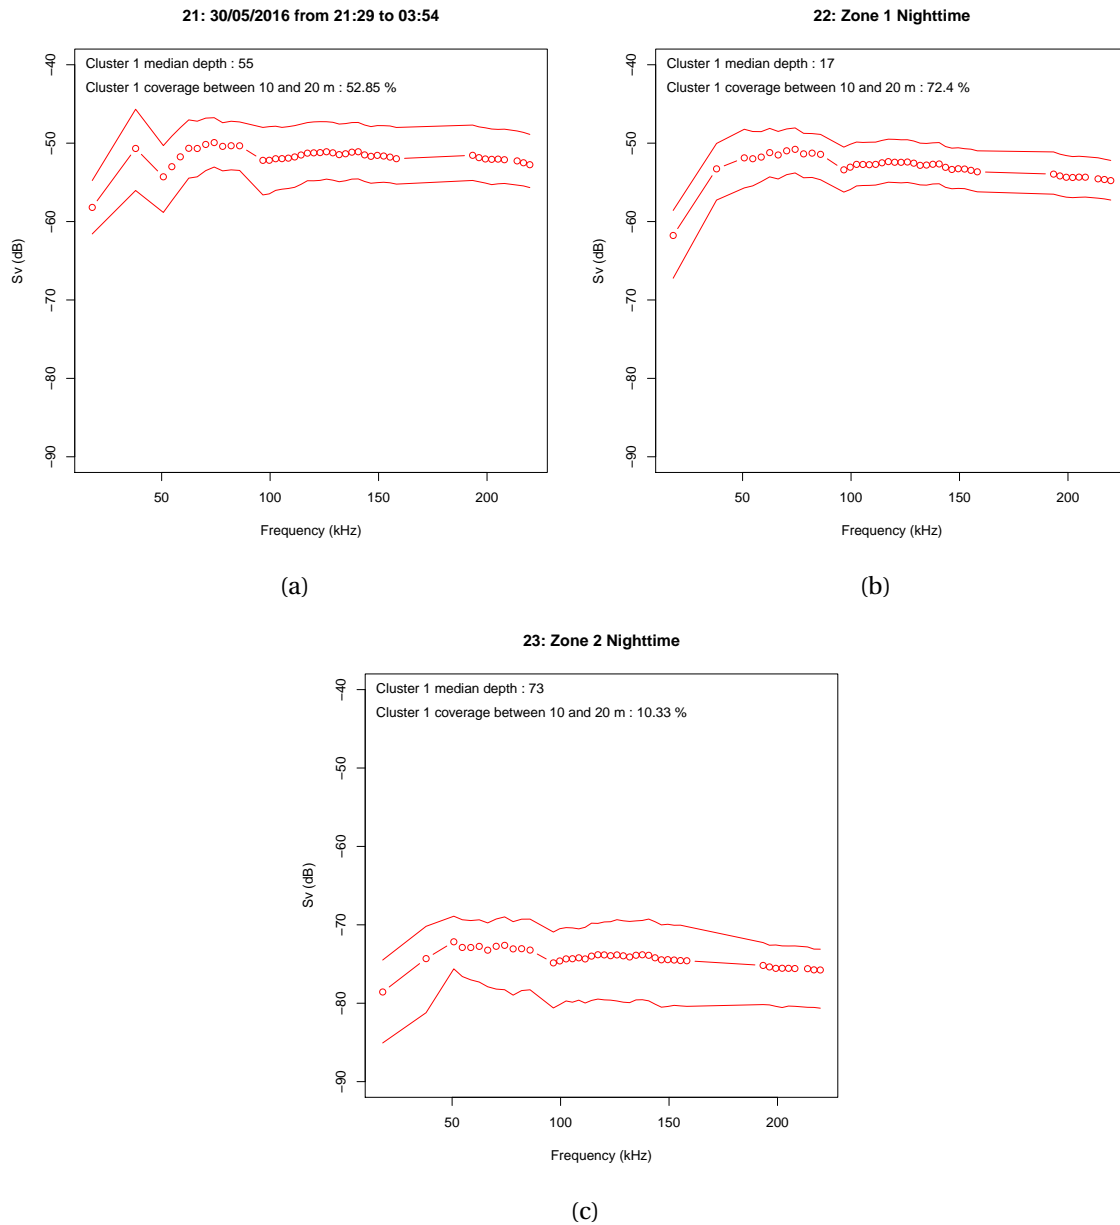 21: 30/05/2016 from 21:29 to 03:54
Cluster 1 median depth : 55
Cluster 1 coverage between 10 and 20 m : 52.85 %
−40
−50
−60
−70
−80
−90
Sv (dB)
50 100 150 200
Frequency (kHz)
(a)
22: Zone 1 Nighttime
Cluster 1 median depth : 17
Cluster 1 coverage between 10 and 20 m : 72.4 %
−40
−50
−60
−70
−80
−90
Sv (dB)
50 100 150 200
Frequency (kHz)
(b)
23: Zone 2 Nighttime
Cluster 1 median depth : 73
Cluster 1 coverage between 10 and 20 m : 10.33 %
−40
−50
−60
−70
−80
−90
Sv (dB)
50 100 150 200
Frequency (kHz)
(c)